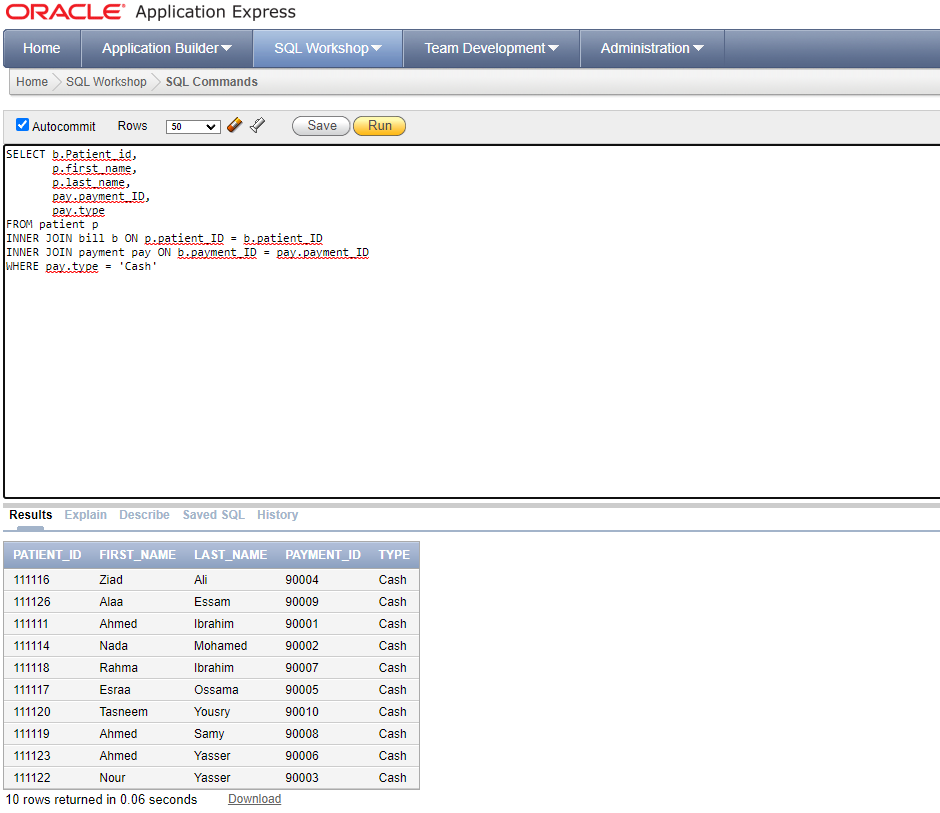 ORACLE® Application Express
Home Application Builder SQL Workshop Team Development Administration
Home SQL Workshop SQL Commands
Autocommit Rows 50 Save Run
SELECT b.Patient_id,
p.first_name,
p.last_name,
pay.payment_ID,
pay.type
FROM patient p
INNER JOIN bill b ON p.patient_ID = b.patient_ID
INNER JOIN payment pay ON b.payment_ID = pay.payment_ID
WHERE pay.type = 'Cash'
Results Explain Describe Saved SQL History
PATIENT_ID FIRST_NAME LAST_NAME PAYMENT_ID TYPE
111116 Ziad Ali 90004 Cash
111126 Alaa Essam 90009 Cash
111111 Ahmed Ibrahim 90001 Cash
111114 Nada Mohamed 90002 Cash
111118 Rahma Ibrahim 90007 Cash
111117 Esraa Ossama 90005 Cash
111120 Tasneem Yousry 90010 Cash
111119 Ahmed Samy 90008 Cash
111123 Ahmed Yasser 90006 Cash
111122 Nour Yasser 90003 Cash
10 rows returned in 0.06 seconds Download